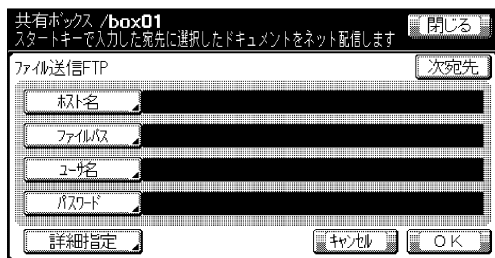 共有ボックス /box01
閉じる
スタートキーで入力した宛先に選択したドキュメントをネット配信します
ファイル送信FTP
次宛先
ホスト名
ファイルパス
ユーザ名
パスワード
詳細指定
キャンセル
OK